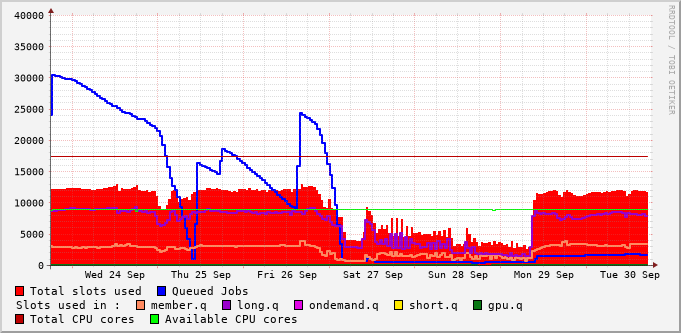 RRDTOOL / TOBI OETIKER
40000
35000
30000
25000
20000
15000
10000
5000
0
Wed 24 Sep Thu 25 Sep Fri 26 Sep Sat 27 Sep Sun 28 Sep Mon 29 Sep Tue 30 Sep
Total slots used Queued Jobs
Slots used in : member.q long.q ondemand.q short.q gpu.q
Total CPU cores Available CPU cores